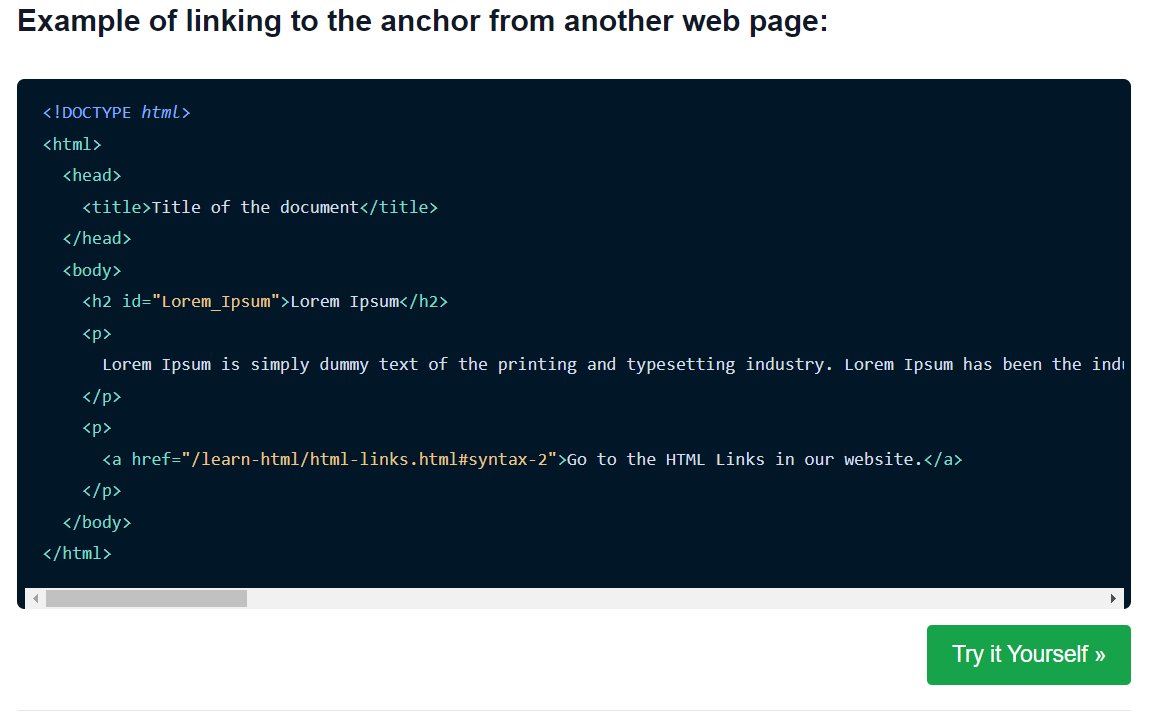 Example of linking to the anchor from another web page:
<!DOCTYPE html>
<html>
  <head>
    <title>Title of the document</title>
  </head>
  <body>
    <h2 id="Lorem_Ipsum">Lorem Ipsum</h2>
    <p>
      Lorem Ipsum is simply dummy text of the printing and typesetting industry. Lorem Ipsum has been the
    </p>
    <p>
      <a href="/learn-html/html-links.html#syntax-2">Go to the HTML Links in our website.</a>
    </p>
  </body>
</html>
Try it Yourself »